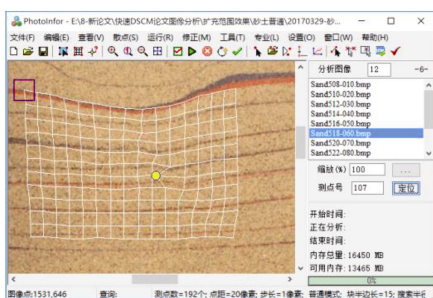 PhotoInfor - E:\8-新论文\快速DSCM论文图像分析\扩充范围效果\砂土普通\20170329-砂...
文件(F) 编辑(E) 查看(V) 散点(S) 运行(R) 修正(M) 工具(T) 专业(L) 设置(O) 窗口(W) 帮助(H)
分析图像 12 -6-
Sand508-010.bmp
Sand510-020.bmp
Sand512-030.bmp
Sand514-040.bmp
Sand516-050.bmp
Sand518-060.bmp
Sand520-070.bmp
Sand522-080.bmp
缩放(%) 100 ...
测点号 107 定位
开始时间:
正在分析:
结束时间:
内存总量: 16450 MB
可用内存: 13465 MB
0%
图像点:1531,646 查询: 测点数=192个; 点距=20像素; 步长=1像素; 普通模式; 块半边长=15; 搜索半径